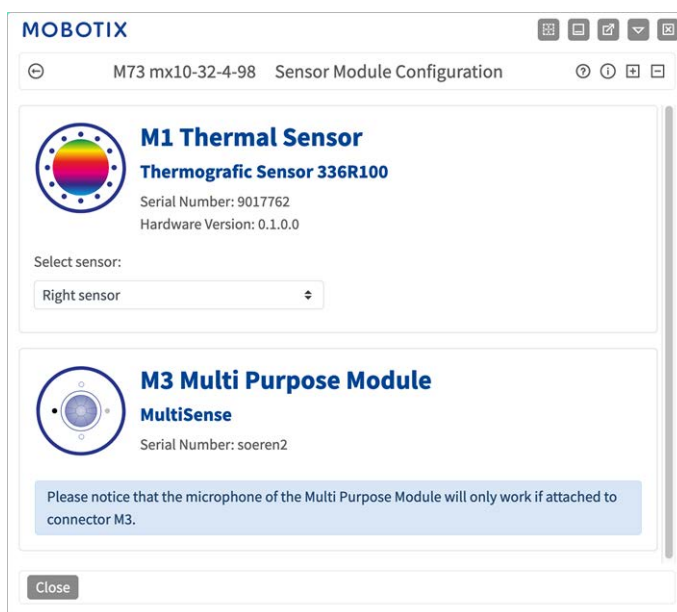 MOBOTIX
M73 mx10-32-4-98 Sensor Module Configuration
M1 Thermal Sensor
Thermografic Sensor 336R100
Serial Number: 9017762
Hardware Version: 0.1.0.0
Select sensor:
Right sensor
M3 Multi Purpose Module
MultiSense
Serial Number: soeren2
Please notice that the microphone of the Multi Purpose Module will only work if attached to
connector M3.
Close